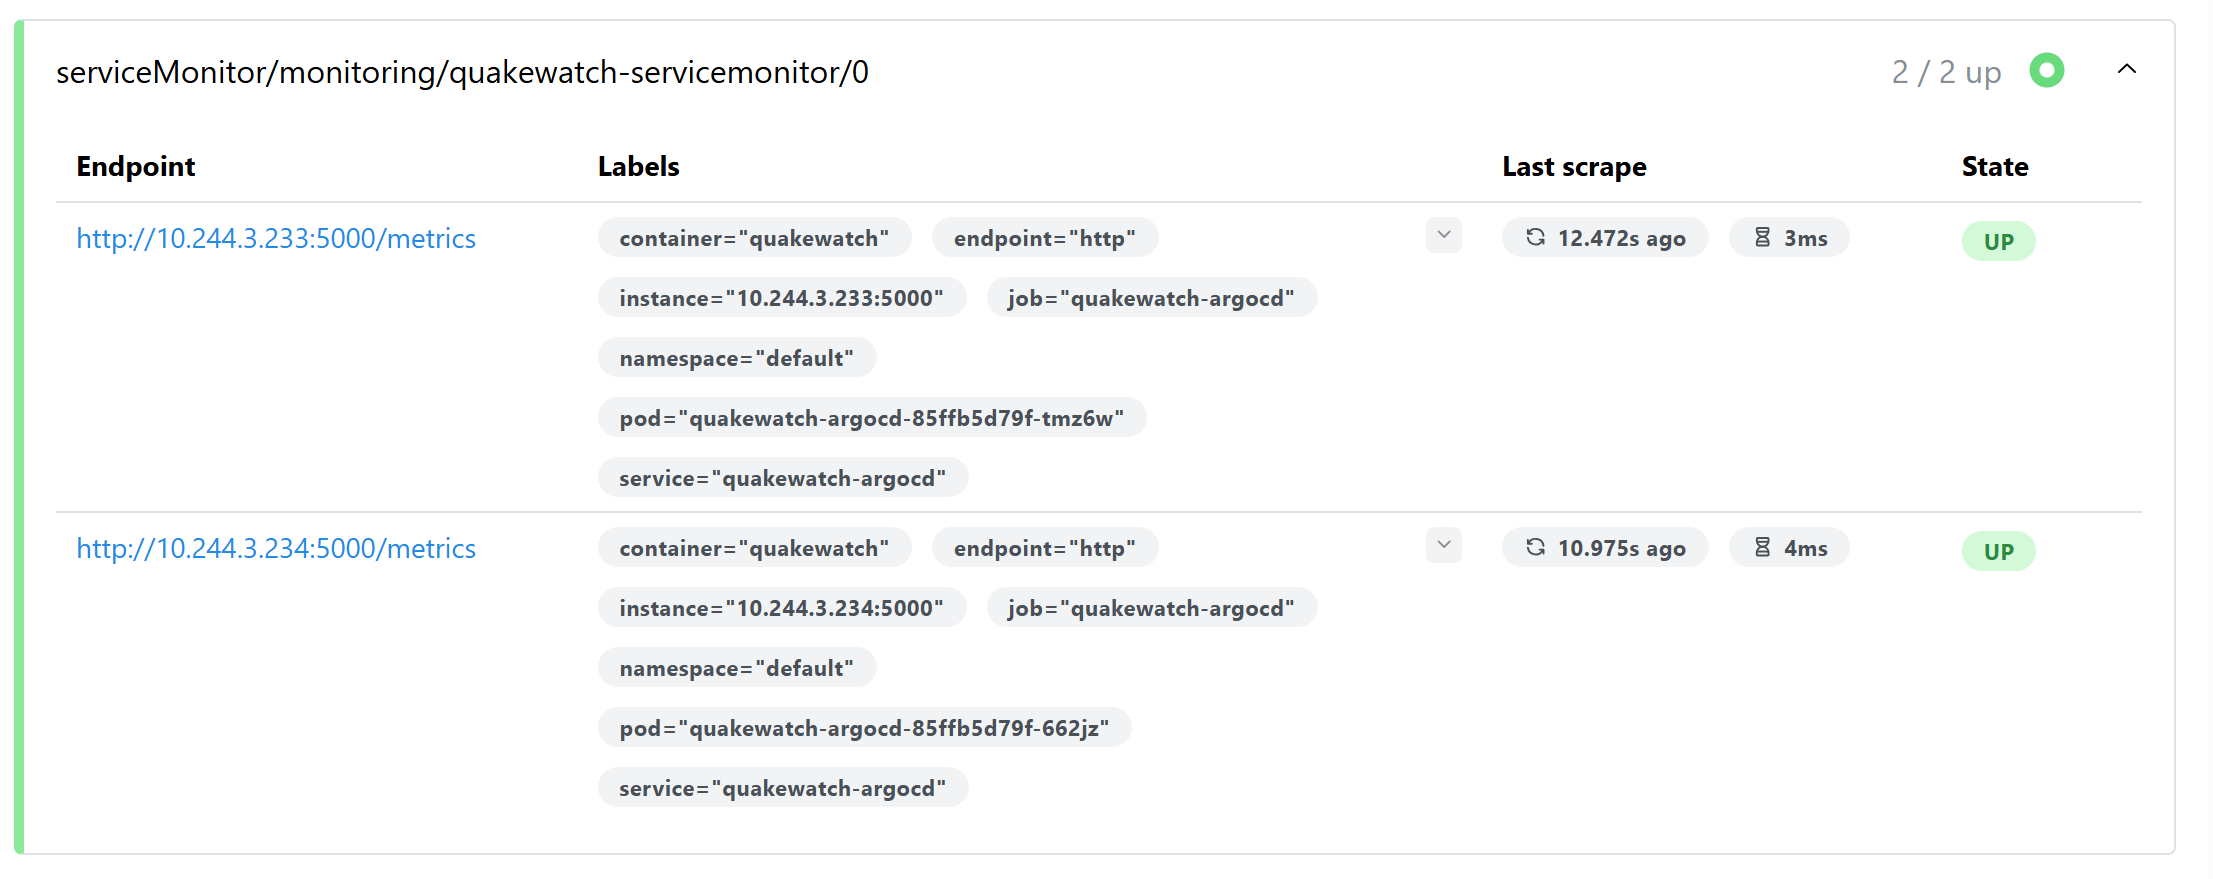 serviceMonitor/monitoring/quakewatch-servicemonitor/0 2 / 2 up
Endpoint Labels Last scrape State
http://10.244.3.233:5000/metrics container="quakewatch" endpoint="http" 12.472s ago 3ms UP
instance="10.244.3.233:5000" job="quakewatch-argocd"
namespace="default"
pod="quakewatch-argocd-85ffb5d79f-tmz6w"
service="quakewatch-argocd"
http://10.244.3.234:5000/metrics container="quakewatch" endpoint="http" 10.975s ago 4ms UP
instance="10.244.3.234:5000" job="quakewatch-argocd"
namespace="default"
pod="quakewatch-argocd-85ffb5d79f-662jz"
service="quakewatch-argocd"